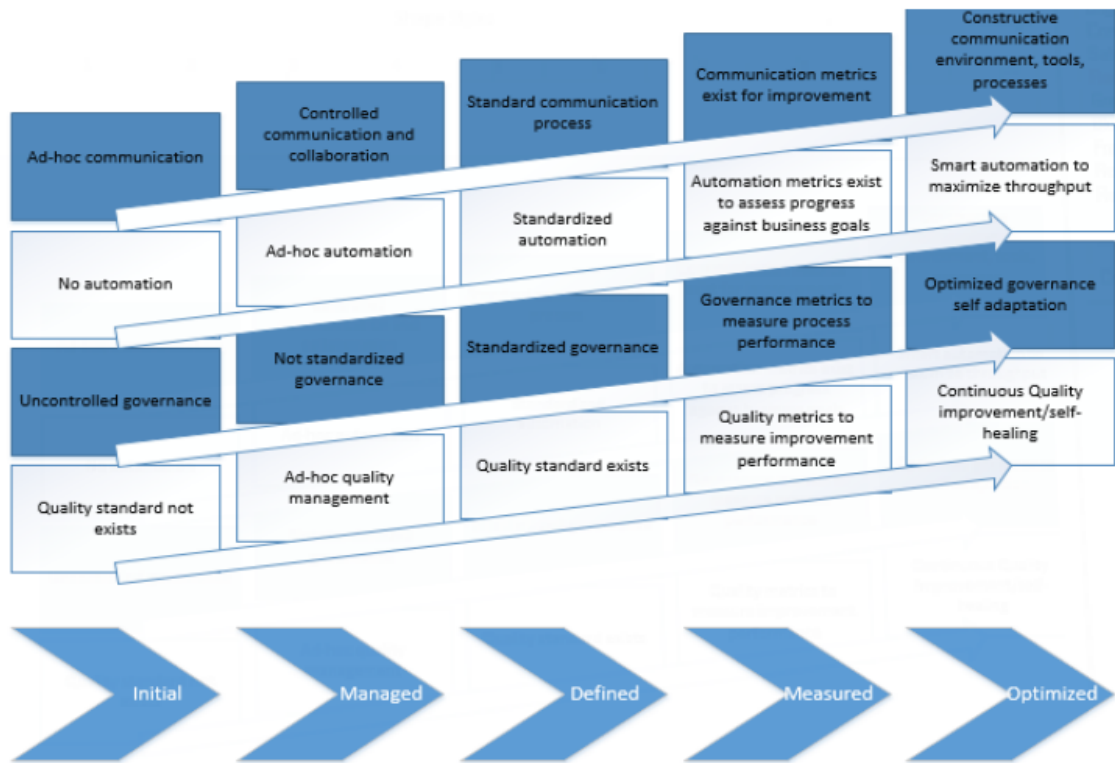 Ad-hoc communication
No automation
Uncontrolled governance
Quality standard not
exists
Controlled
communication and
collaboration
Ad-hoc automation
Not standardized
governance
Ad-hoc quality
management
Standard communication
process
Standardized
automation
Standardized governance
Quality standard exists
Communication metrics
exist for improvement
Automation metrics exist
to assess progress
against business goals
Governance metrics to
measure process
performance
Quality metrics to
measure improvement
performance
Constructive
communication
environment, tools,
processes
Smart automation to
maximize throughput
Optimized governance
self adaptation
Continuous Quality
improvement/self-
healing
Initial
Managed
Defined
Measured
Optimized